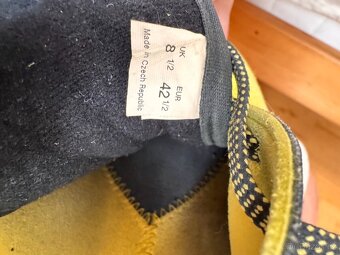 UK
8 1/2
EUR
42 1/2
Made in Czech Republic